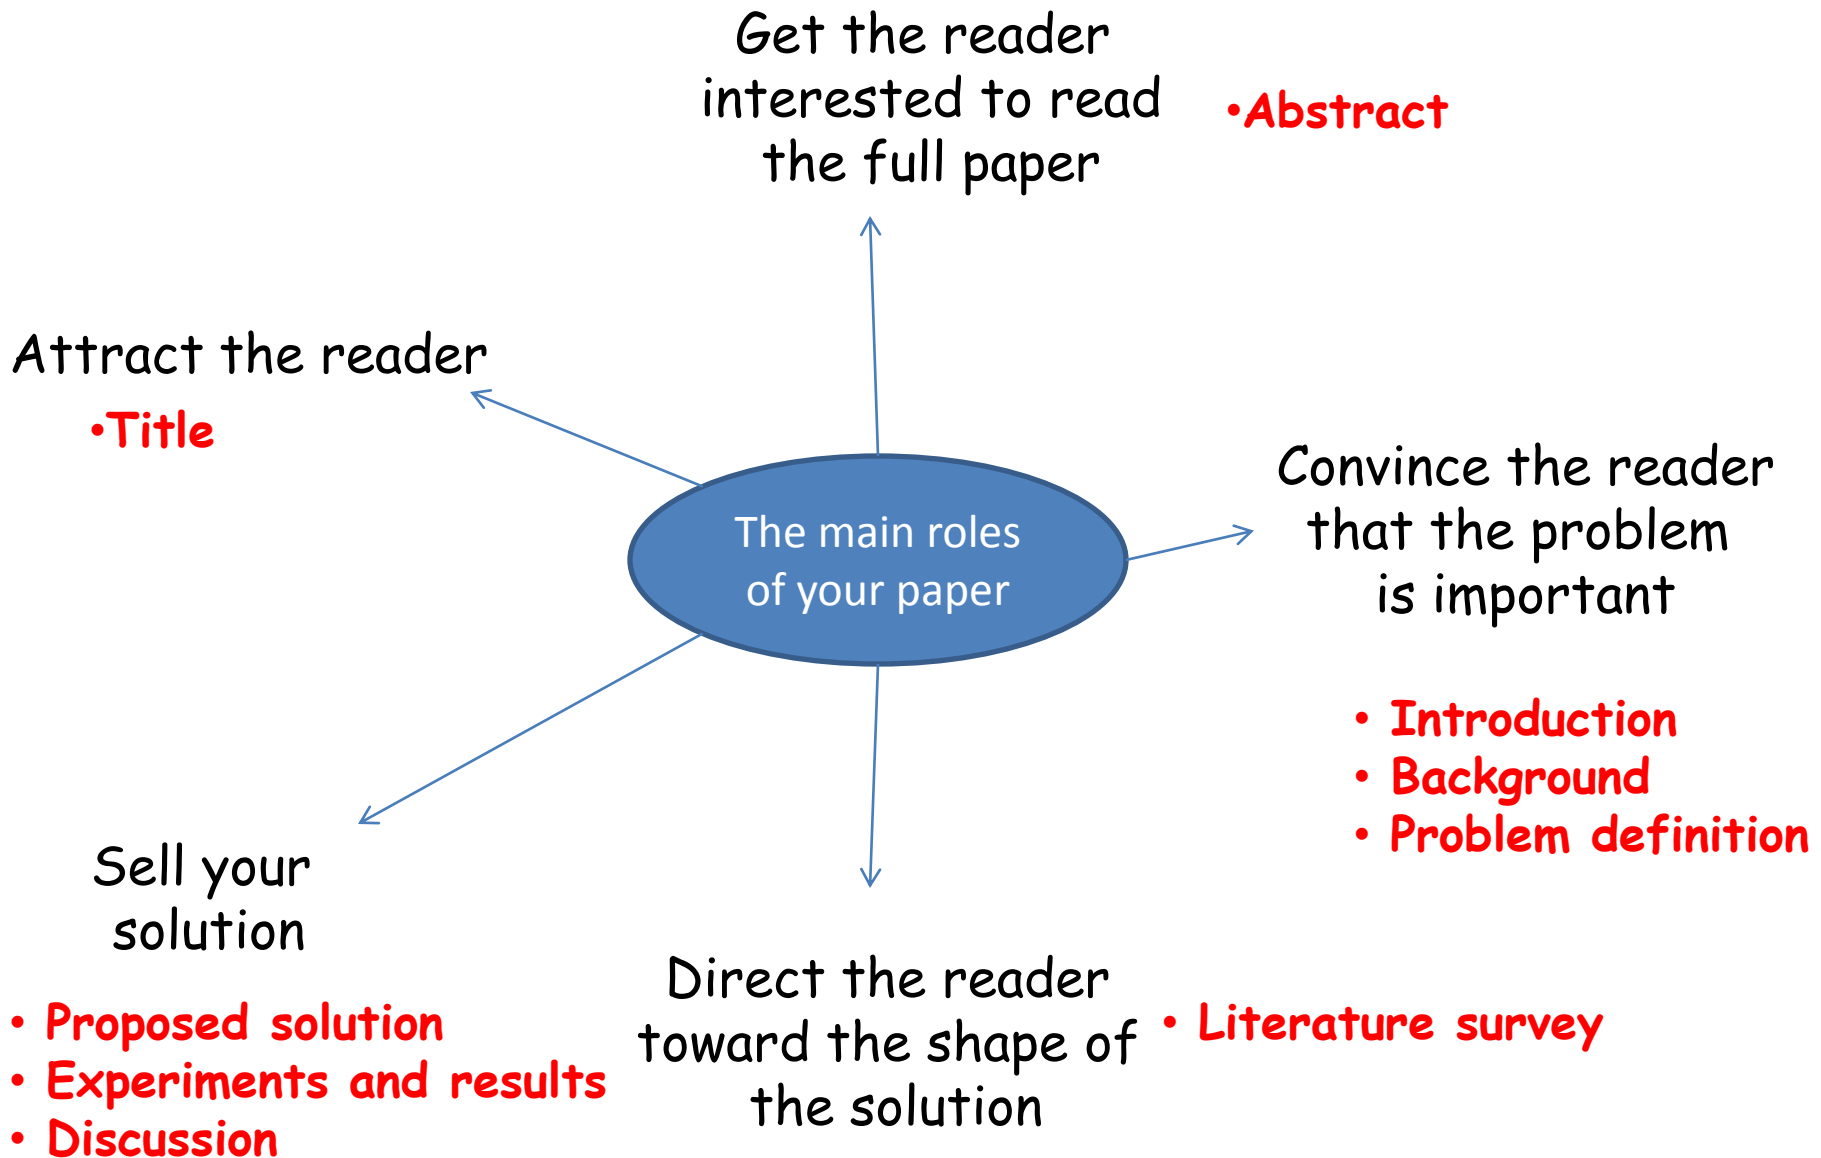 Get the reader
interested to read
the full paper
•Abstract
Attract the reader
•Title
The main roles
of your paper
Convince the reader
that the problem
is important
• Introduction
• Background
• Problem definition
Sell your
solution
• Proposed solution
• Experiments and results
• Discussion
Direct the reader
toward the shape of
the solution
• Literature survey